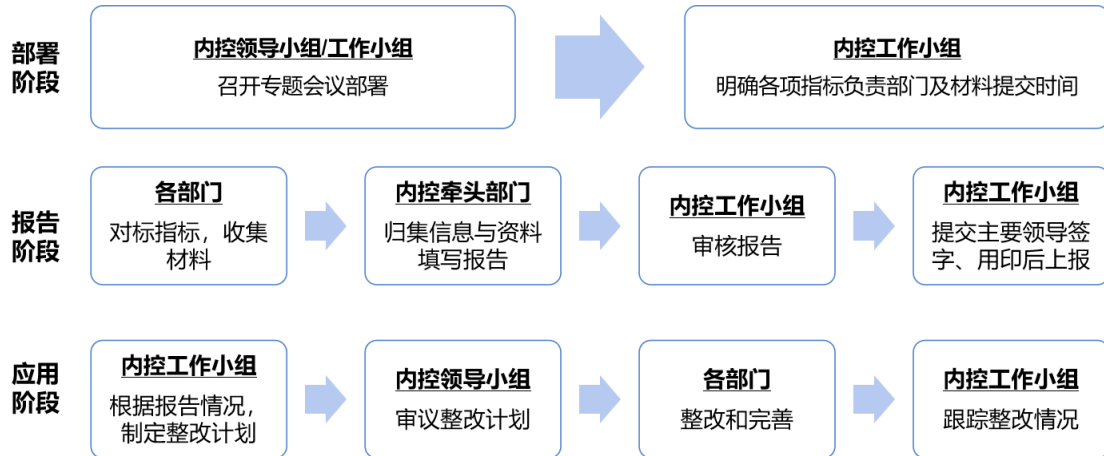 部署
阶段
内控领导小组/工作小组
召开专题会议部署
内控工作小组
明确各项指标负责部门及材料提交时间
报告
阶段
各部门
对标指标，收集
材料
内控牵头部门
归集信息与资料
填写报告
内控工作小组
审核报告
内控工作小组
提交主要领导签
字、用印后上报
应用
阶段
内控工作小组
根据报告情况，
制定整改计划
内控领导小组
审议整改计划
各部门
整改和完善
内控工作小组
跟踪整改情况